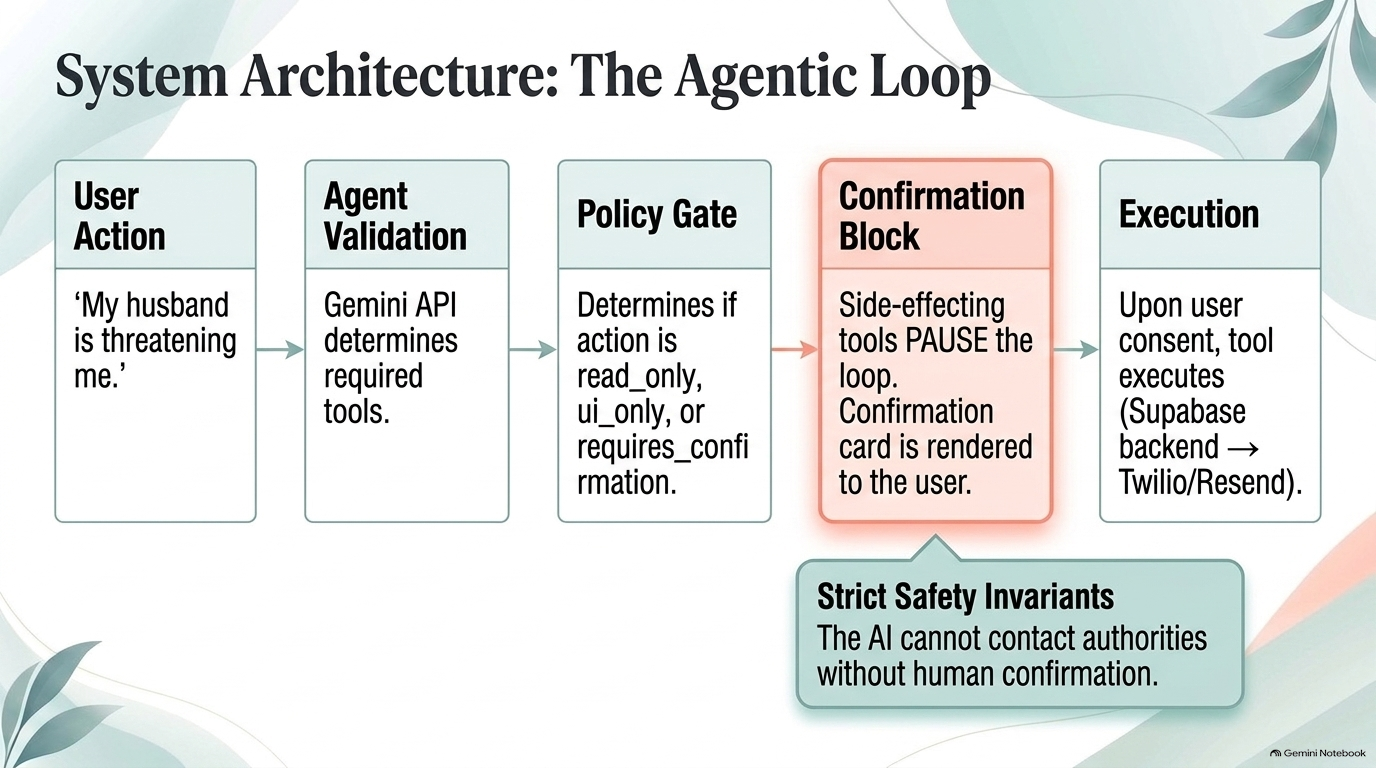 System Architecture: The Agentic Loop
User
Action
‘My husband
is threatening
me.’
Agent
Validation
Gemini API
determines
required
tools.
Policy Gate
Determines if
action is
read_only,
ui_only, or
requires_confi
rmation.
Confirmation
Block
Side-effecting
tools PAUSE the
loop.
Confirmation
card is rendered
to the user.
Execution
Upon user
consent, tool
executes
(Supabase
backend →
Twilio/Resend).
Strict Safety Invariants
The AI cannot contact authorities
without human confirmation.
Gemini Notebook